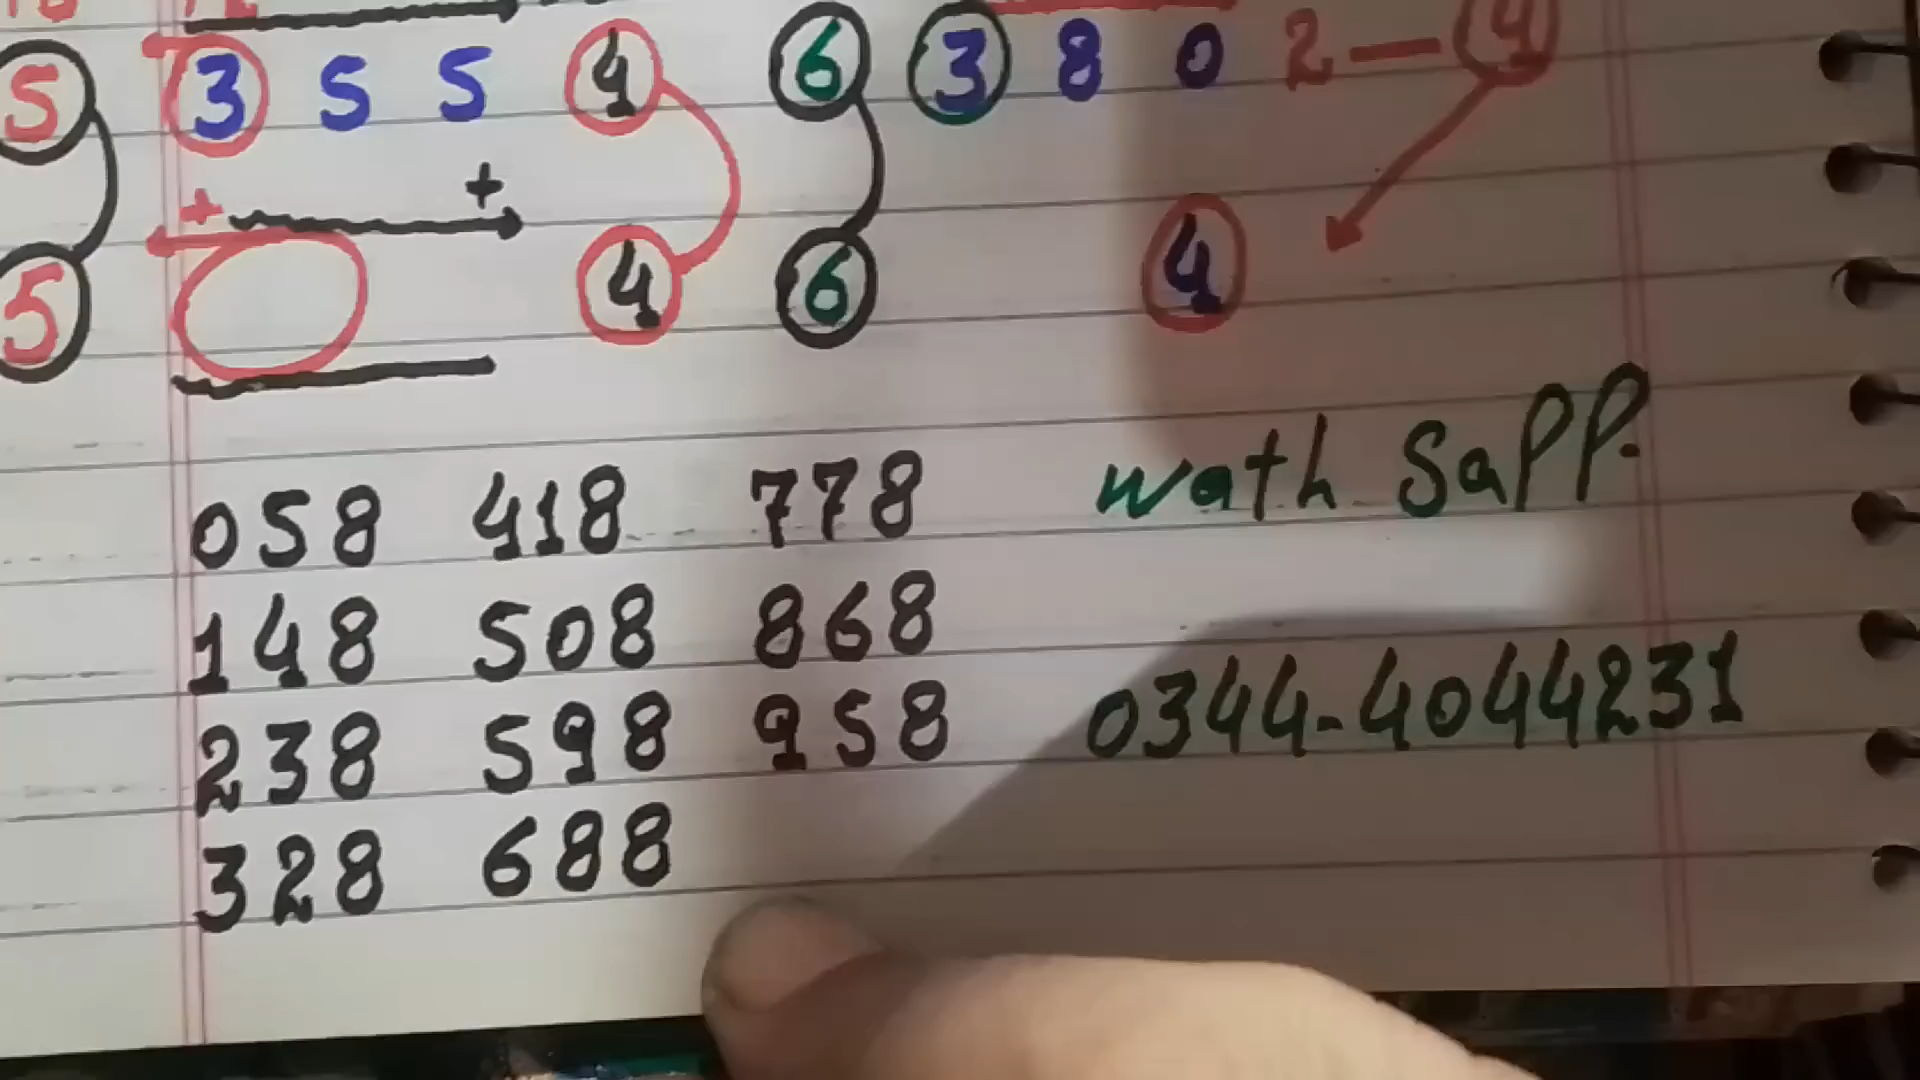 5 3 5 5 4 6 3 8 0 2 — 4
+ +
5 4 6 4
wath Sapp.
058 418 778
148 508 868
0344-4044231
238 598 958
328 688